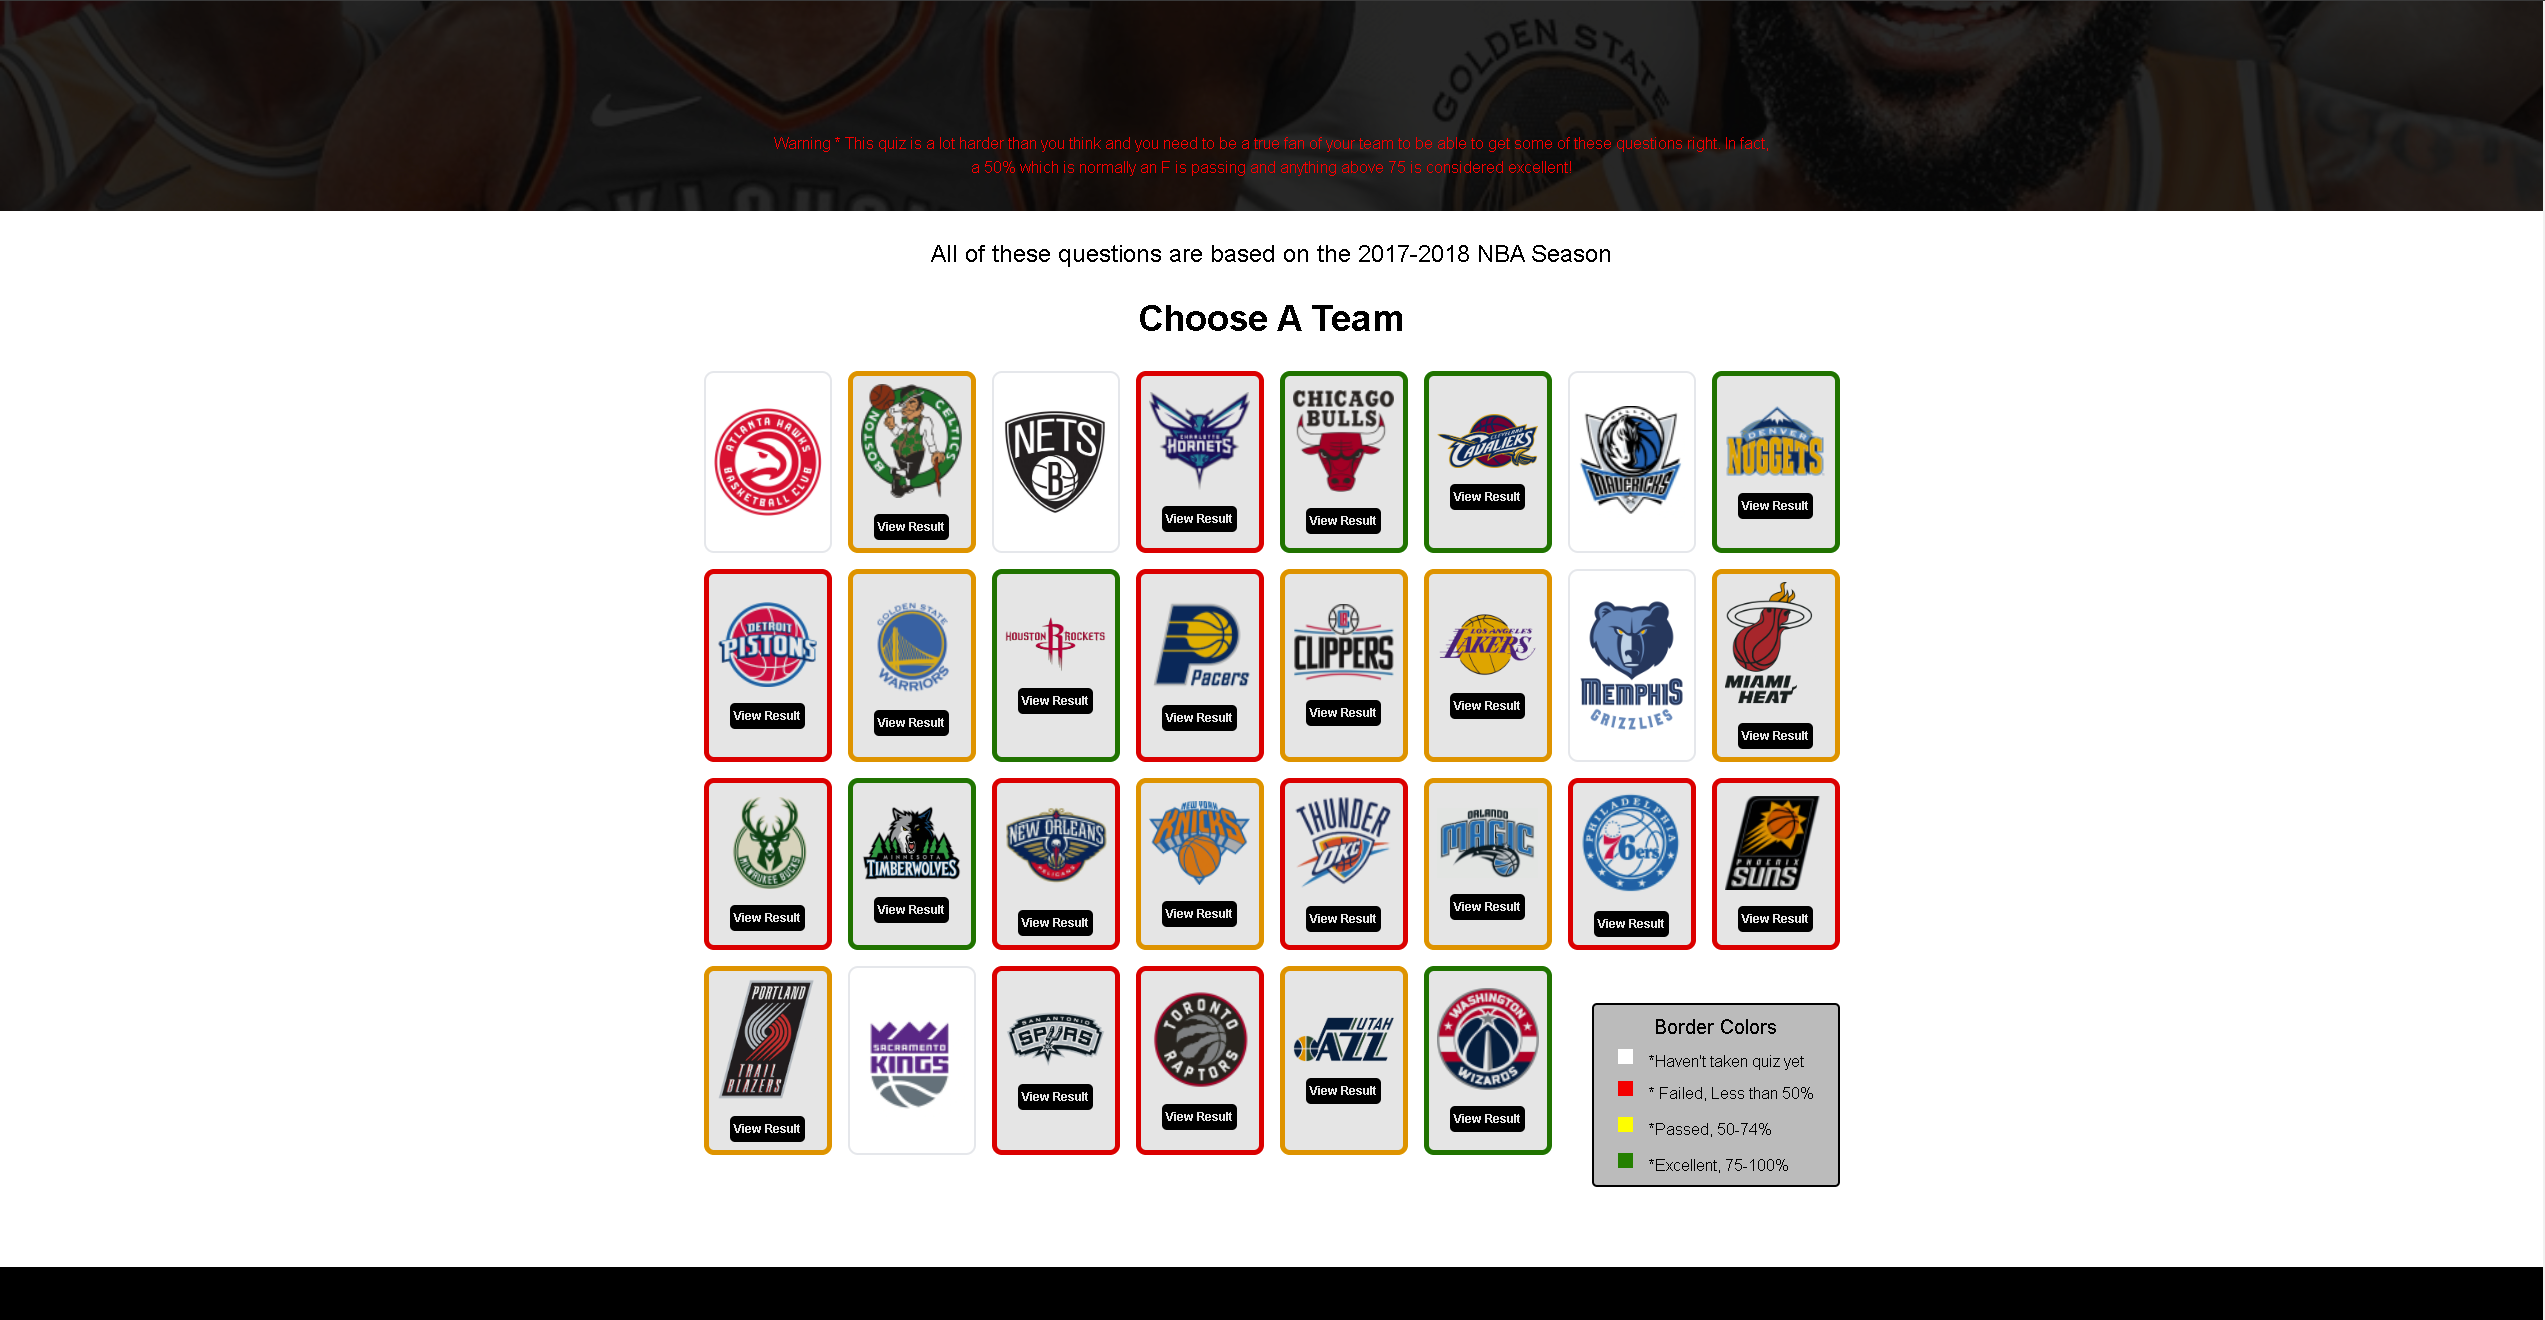 GOLDEN STATE
Warning * This quiz is a lot harder than you think and you need to be a true fan of your team to be able to get some of these questions right. In fact,
a 50% which is normally an F is passing and anything above 75 is considered excellent!
All of these questions are based on the 2017-2018 NBA Season
Choose A Team
ATLANTA HAWKS
BASKETBALL CLUB
BOSTON CELTICS
View Result
NETS
B
CHARLOTTE
HORNETS
View Result
CHICAGO
BULLS
View Result
CLEVELAND
CAVALIERS
View Result
DALLAS
MAVERICKS
DENVER
NUGGETS
View Result
DETROIT
PISTONS
View Result
GOLDEN STATE
WARRIORS
View Result
HOUSTON R ROCKETS
View Result
Pacers
View Result
CLIPPERS
View Result
LOS ANGELES
LAKERS
View Result
MEMPHIS
GRIZZLIES
MIAMI
HEAT
View Result
MILWAUKEE BUCKS
View Result
MINNESOTA
TIMBERWOLVES
View Result
NEW ORLEANS
PELICANS
View Result
NEW YORK
KNICKS
View Result
THUNDER
OKC
View Result
ORLANDO
MAGIC
View Result
PHILADELPHIA
76ers
View Result
PHOENIX
SUNS
View Result
PORTLAND
TRAIL
BLAZERS
View Result
SACRAMENTO
KINGS
SAN ANTONIO
SPURS
View Result
TORONTO
RAPTORS
View Result
UTAH
JAZZ
View Result
WASHINGTON
WIZARDS
View Result
Border Colors
*Haven't taken quiz yet
* Failed, Less than 50%
*Passed, 50-74%
*Excellent, 75-100%